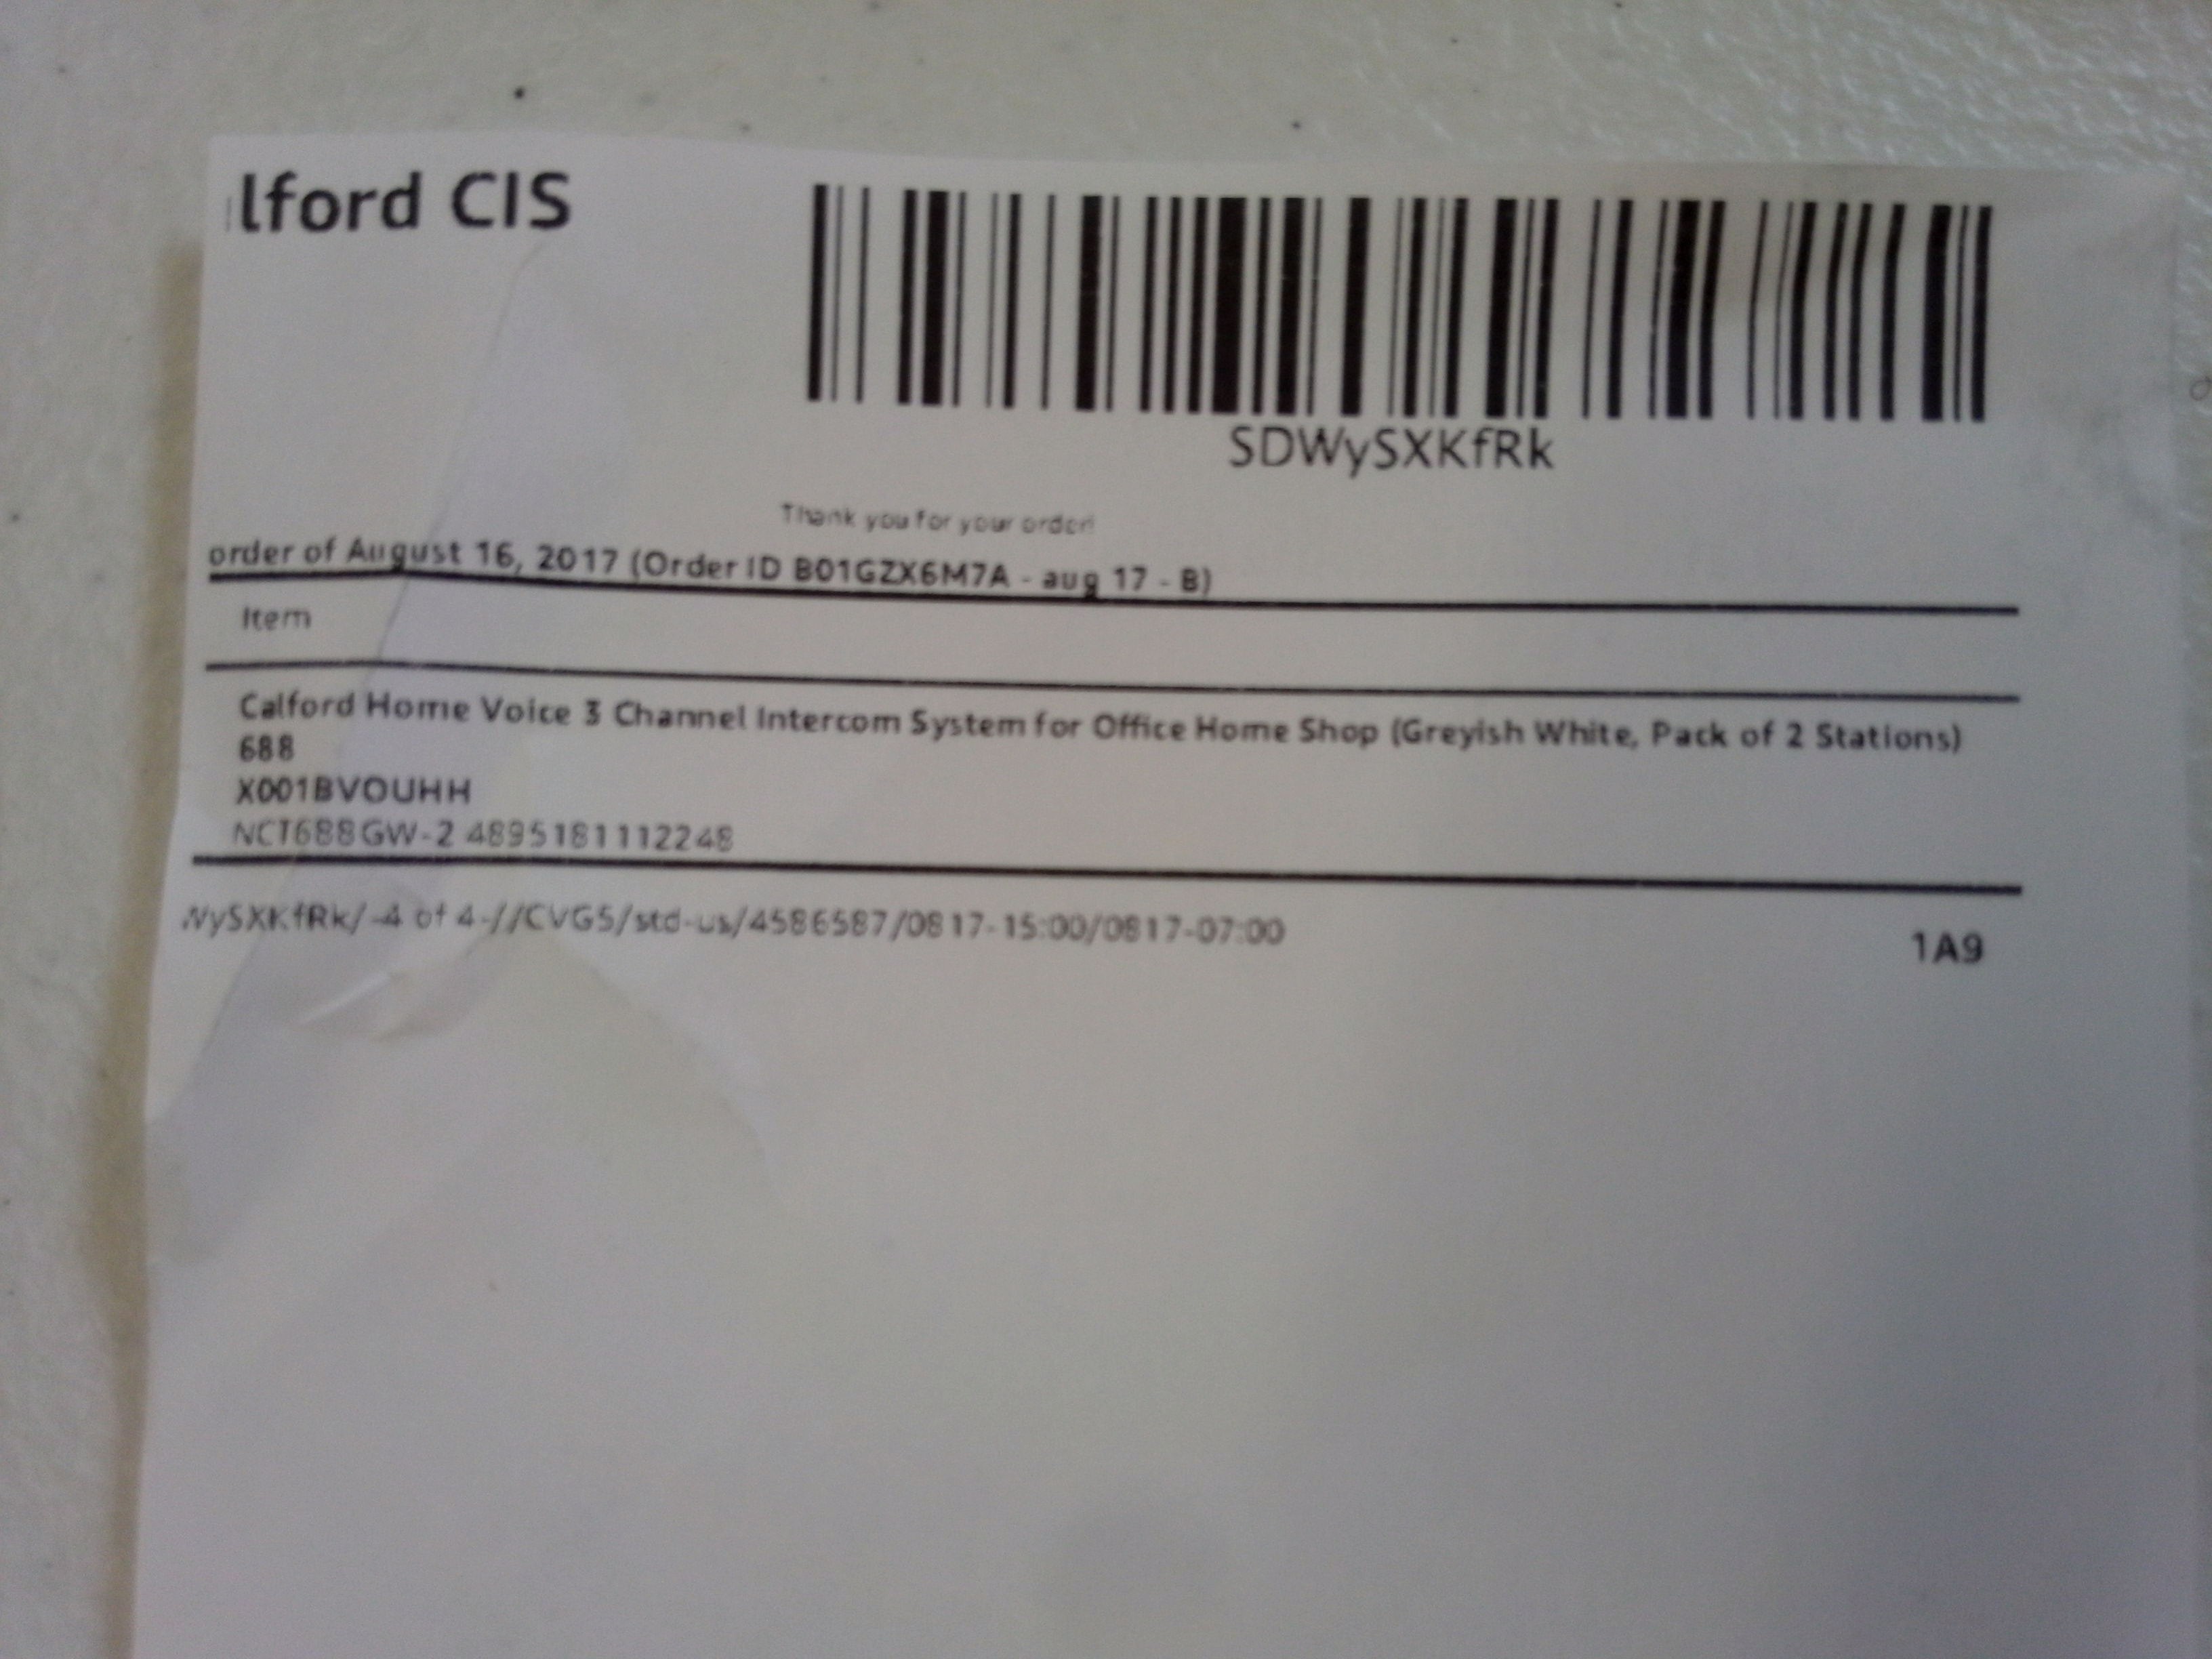 lford CIS
SDWySXKfRk
Thank you for your order!
order of August 16, 2017 (Order ID B01GZX6M7A - aug 17 - B)
Item
Calford Home Voice 3 Channel Intercom System for Office Home Shop (Greyish White, Pack of 2 Stations)
688
X001BVOUHH
NCT688GW-2 4895181112248
WySXKfRk/-4 of 4-//CVG5/std-us/4586587/0817-15:00/0817-07:00
1A9